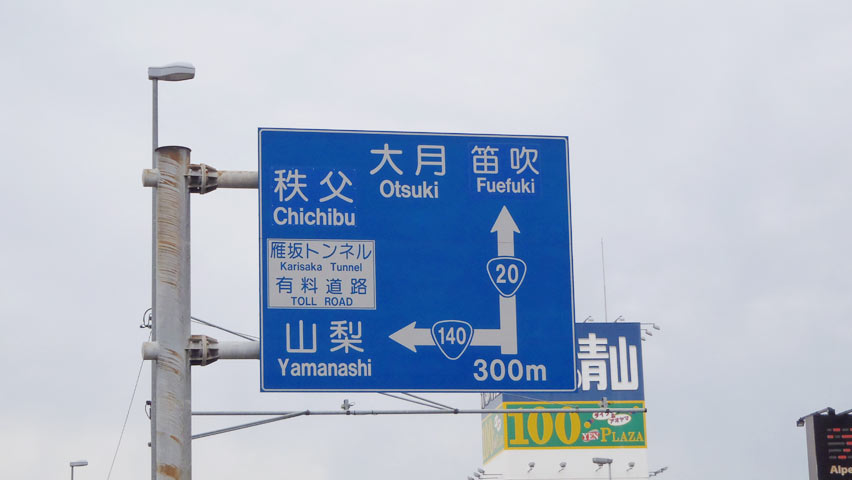 大月 笛吹
Otsuki Fuefuki
秩父
Chichibu
雁坂トンネル
Karisaka Tunnel
有料道路
TOLL ROAD
20
山梨
Yamanashi
140
300m
青山
100
YEN PLAZA
Alpe